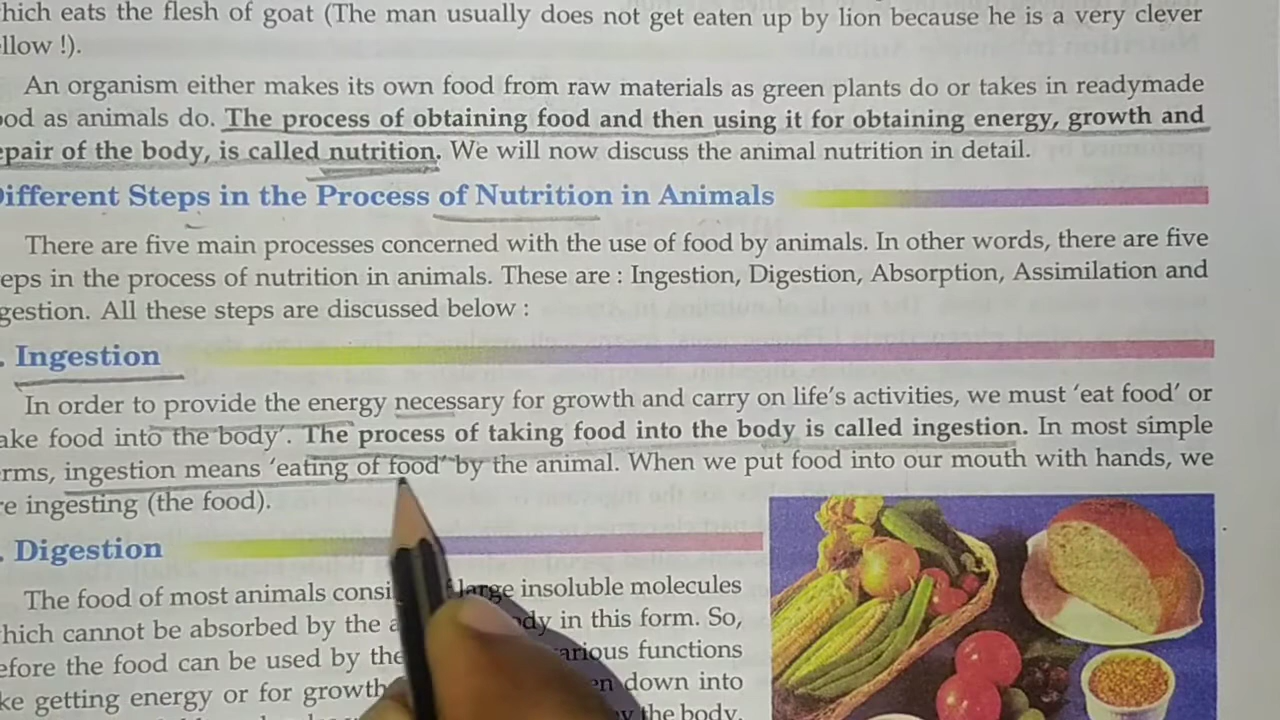 hich eats the flesh of goat (The man usually does not get eaten up by lion because he is a very clever
llow !).
An organism either makes its own food from raw materials as green plants do or takes in readymade
od as animals do. The process of obtaining food and then using it for obtaining energy, growth and
epair of the body, is called nutrition. We will now discuss the animal nutrition in detail.
Different Steps in the Process of Nutrition in Animals
There are five main processes concerned with the use of food by animals. In other words, there are five
eps in the process of nutrition in animals. These are : Ingestion, Digestion, Absorption, Assimilation and
gestion. All these steps are discussed below :
. Ingestion
In order to provide the energy necessary for growth and carry on life's activities, we must 'eat food' or
ake food into the body'. The process of taking food into the body is called ingestion. In most simple
rms, ingestion means 'eating of food' by the animal. When we put food into our mouth with hands, we
re ingesting (the food).
. Digestion
The food of most animals consi large insoluble molecules
hich cannot be absorbed by the a dy in this form. So,
efore the food can be used by the arious functions
ke getting energy or for growth en down into
the body.